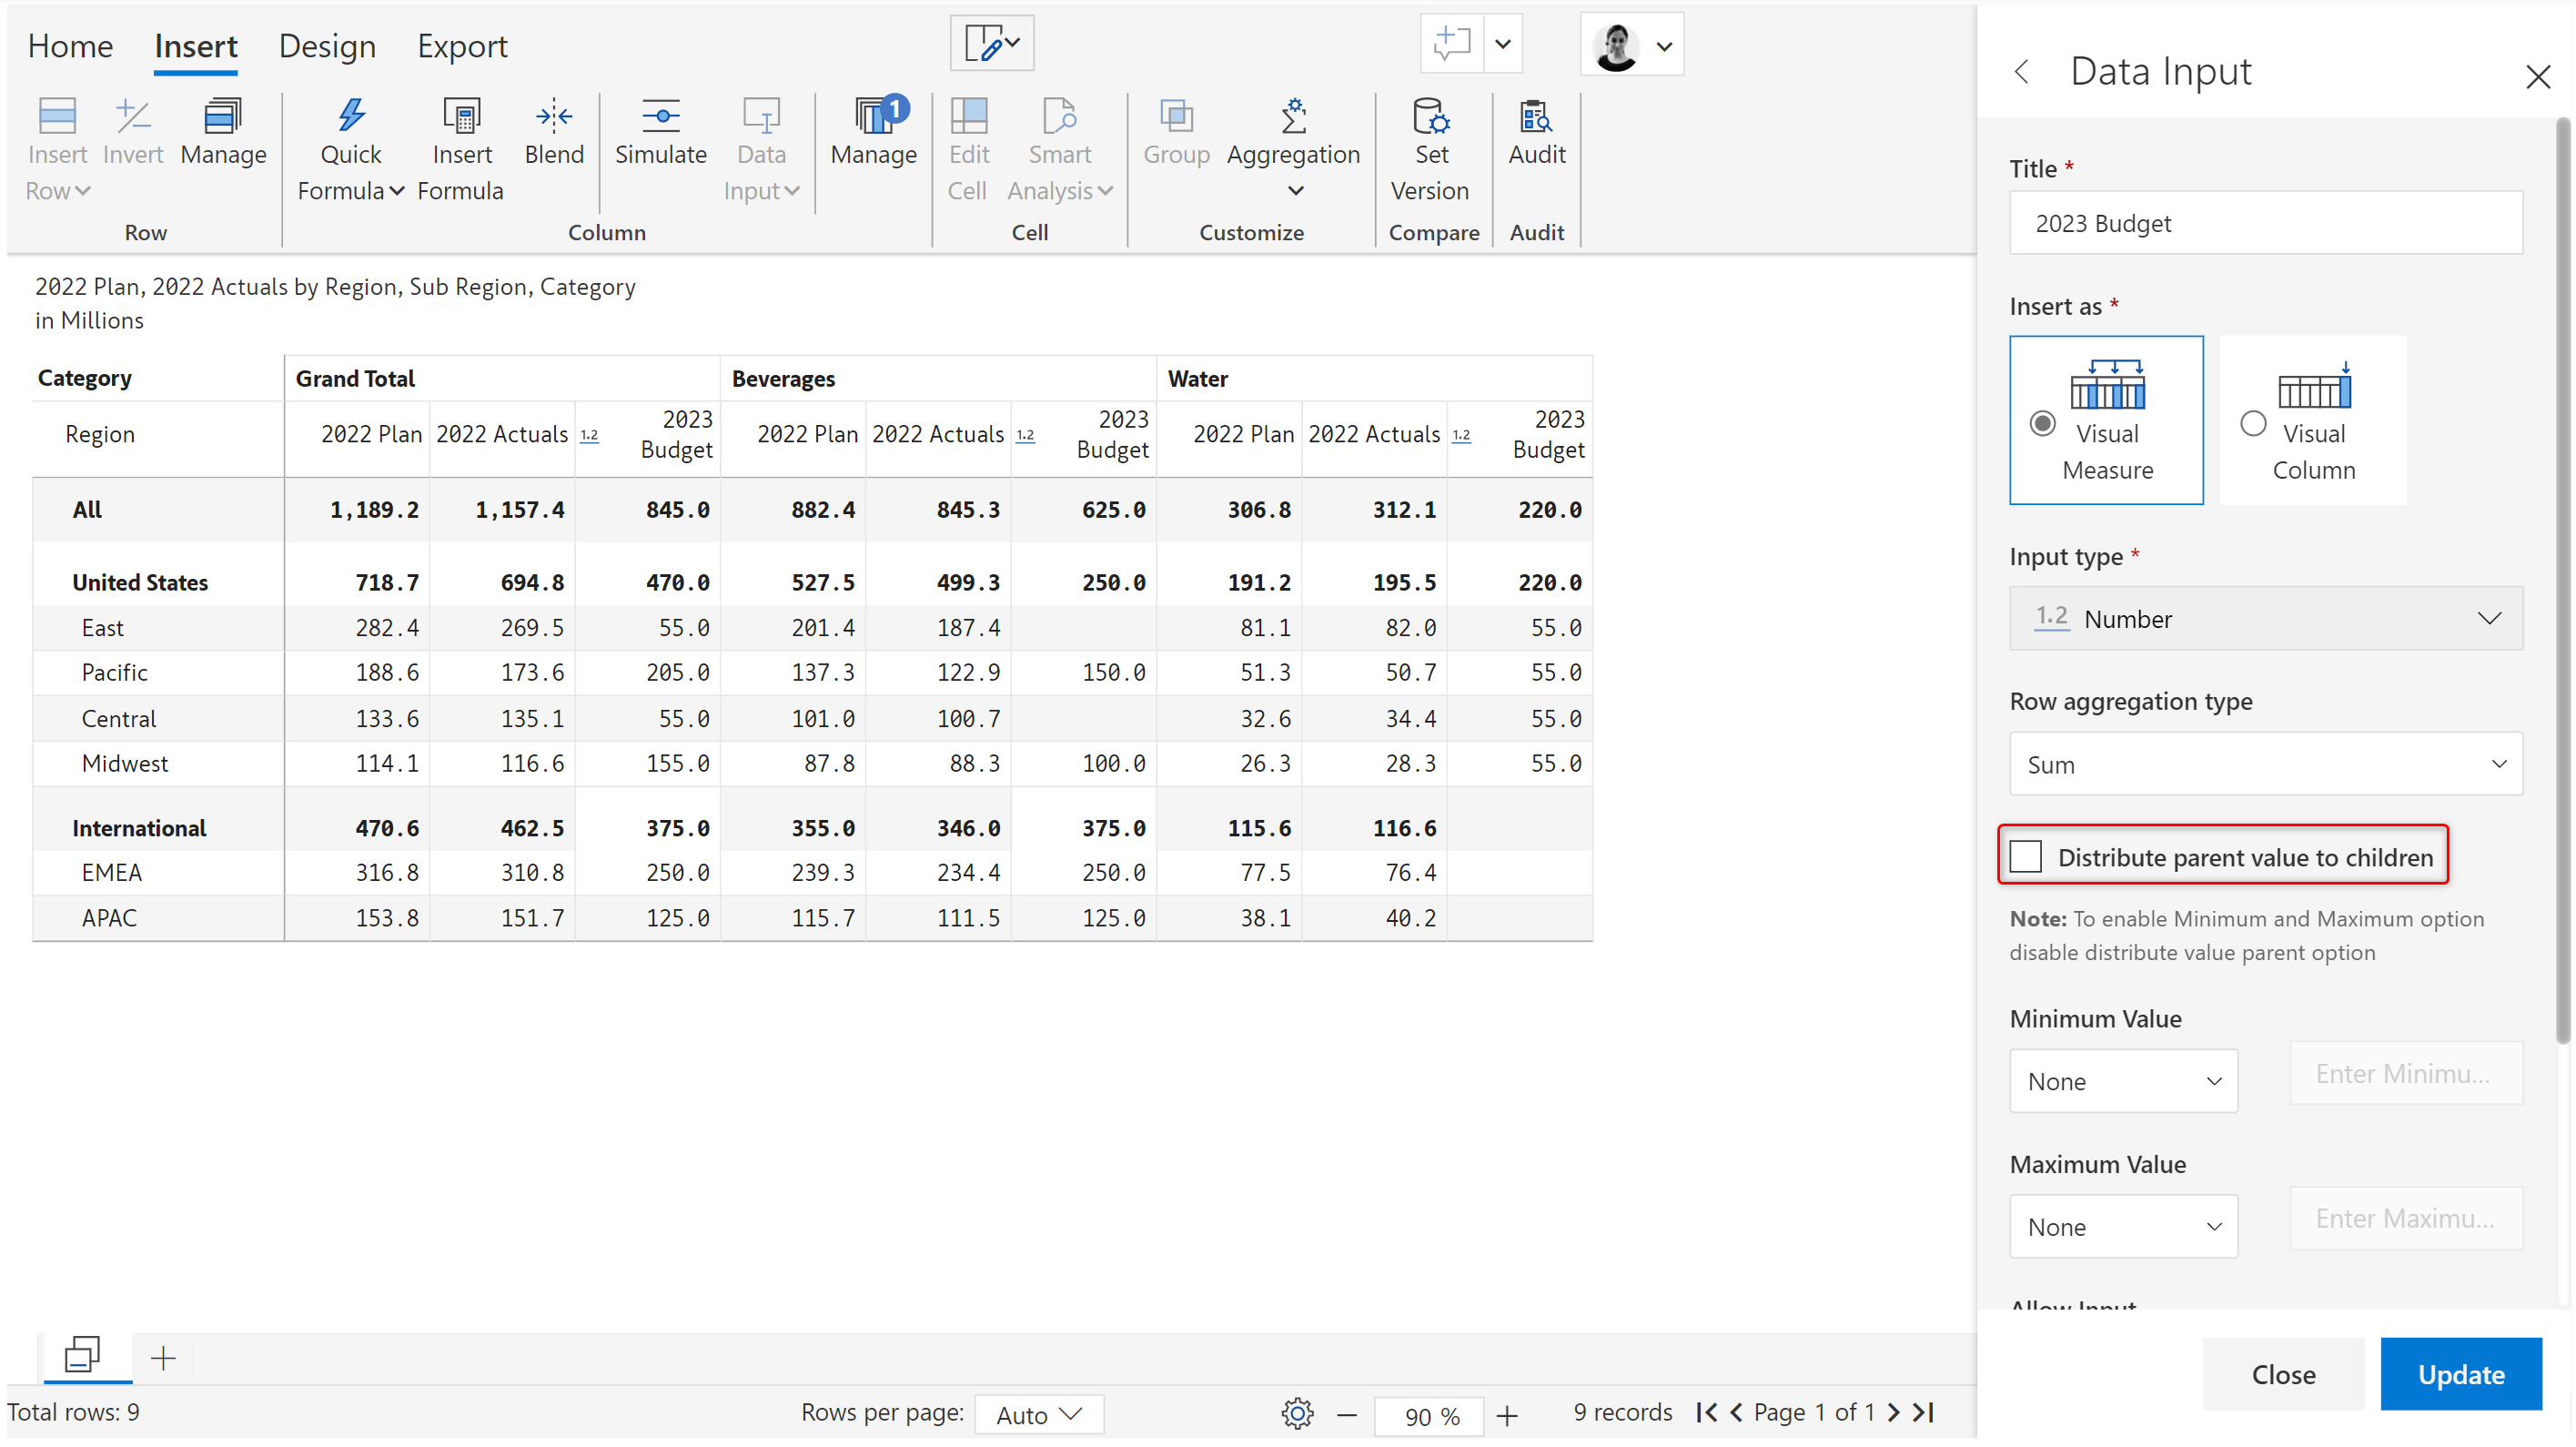 Home Insert Design Export
Insert Row
Invert
Manage
Quick Formula
Insert Formula
Blend
Simulate
Data Input
Manage
1
Edit Cell
Smart Analysis
Group
Aggregation
Set Version
Audit
Row Column Cell Customize Compare Audit
2022 Plan, 2022 Actuals by Region, Sub Region, Category
in Millions
Category Grand Total Beverages Water
Region 2022 Plan 2022 Actuals 1.2 2023 Budget 2022 Plan 2022 Actuals 1.2 2023 Budget 2022 Plan 2022 Actuals 1.2 2023 Budget
All 1,189.2 1,157.4 845.0 882.4 845.3 625.0 306.8 312.1 220.0
United States 718.7 694.8 470.0 527.5 499.3 250.0 191.2 195.5 220.0
East 282.4 269.5 55.0 201.4 187.4 81.1 82.0 55.0
Pacific 188.6 173.6 205.0 137.3 122.9 150.0 51.3 50.7 55.0
Central 133.6 135.1 55.0 101.0 100.7 32.6 34.4 55.0
Midwest 114.1 116.6 155.0 87.8 88.3 100.0 26.3 28.3 55.0
International 470.6 462.5 375.0 355.0 346.0 375.0 115.6 116.6
EMEA 316.8 310.8 250.0 239.3 234.4 250.0 77.5 76.4
APAC 153.8 151.7 125.0 115.7 111.5 125.0 38.1 40.2
Total rows: 9 Rows per page: Auto 90 % 9 records Page 1 of 1
Data Input
Title *
2023 Budget
Insert as *
Visual Measure
Visual Column
Input type *
1.2 Number
Row aggregation type
Sum
Distribute parent value to children
Note: To enable Minimum and Maximum option
disable distribute value parent option
Minimum Value
None Enter Minimu...
Maximum Value
None Enter Maximu...
Allow Input
Close Update